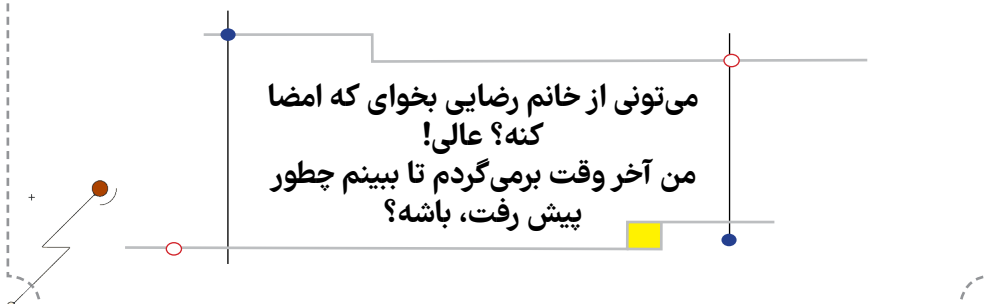 می‌تونی از خانم رضایی بخوای که امضا
کنه؟ عالی!
من آخر وقت برمی‌گردم تا ببینم چطور
پیش رفت، باشه؟